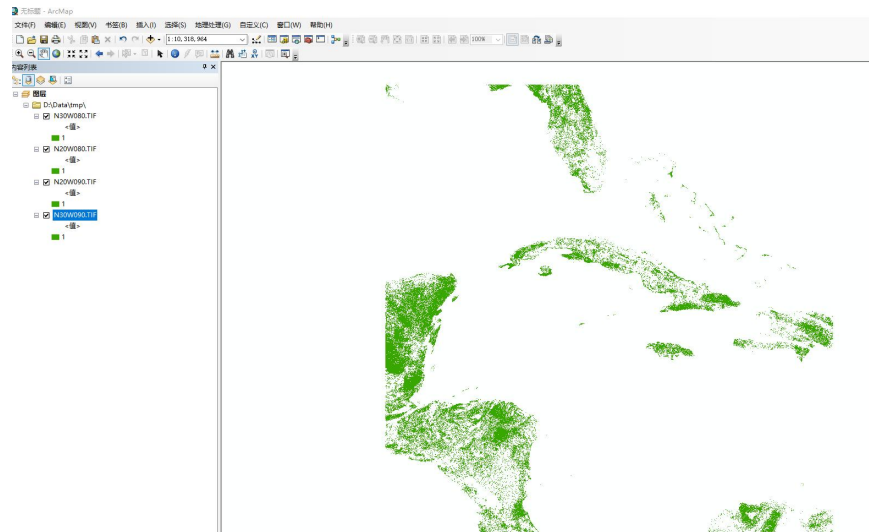 无标题 - ArcMap
文件(F) 编辑(E) 视图(V) 书签(B) 插入(I) 选择(S) 地理处理(G) 自定义(C) 窗口(W) 帮助(H)
1:10,318,964
100%
内容列表
图层
D:\Data\tmp\
N30W080.TIF
<值>
1
N20W080.TIF
<值>
1
N20W090.TIF
<值>
1
N30W090.TIF
<值>
1